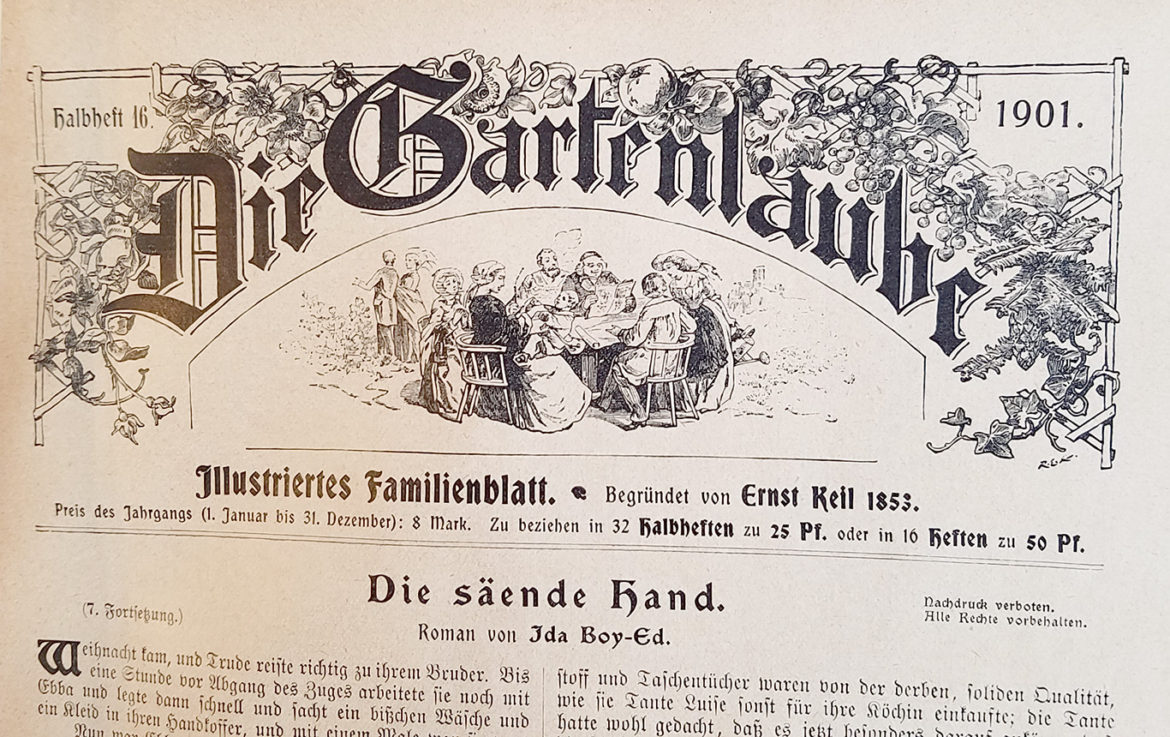 Halbheft 16.
1901.
Die Gartenlaube
R.E.K.
Illustriertes Familienblatt. Begründet von Ernst Keil 1853.
Preis des Jahrgangs (1. Januar bis 31. Dezember): 8 Mark. Zu beziehen in 32 Halbheften zu 25 Pf. oder in 16 Heften zu 50 Pf.
Die säende Hand.
(7. Fortsetzung.)
Nachdruck verboten.
Alle Rechte vorbehalten.
Roman von Ida Boy-Ed.
Weihnacht kam, und Trude reiste richtig zu ihrem Bruder. Bis
eine Stunde vor Abgang des Zuges arbeitete sie noch mit
Ebba und legte dann schnell und sacht ein bißchen Wäsche und
ein Kleid in ihren Handkoffer, und mit einem Male
Nun war
stoff und Taschentücher waren von der derben, soliden Qualität,
wie sie Tante Luise sonst für ihre Köchin einkaufte; die Tante
hatte wohl gedacht, daß es jetzt besonders darauf